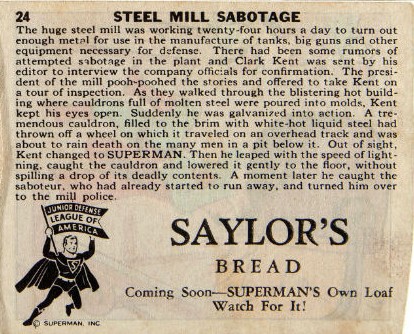 24 STEEL MILL SABOTAGE
The huge steel mill was working twenty-four hours a day to turn out
enough metal for use in the manufacture of tanks, big guns and other
equipment necessary for defense. There had been some rumors of
attempted sabotage in the plant and Clark Kent was sent by his
editor to interview the company officials for confirmation. The presi-
dent of the mill pooh-poohed the stories and offered to take Kent on
a tour of inspection. As they walked through the blistering hot build-
ing where cauldrons full of molten steel were poured into molds, Kent
kept his eyes open. Suddenly he was galvanized into action. A tre-
mendous cauldron, filled to the brim with white-hot liquid steel had
thrown off a wheel on which it traveled on an overhead track and was
about to rain death on the many men in a pit below it. Out of sight,
Kent changed to SUPERMAN. Then he leaped with the speed of light-
ning, caught the cauldron and lowered it gently to the floor, without
spilling a drop of its deadly contents. A moment later he caught the
saboteur, who had already started to run away, and turned him over
to the mill police.
JUNIOR DEFENSE
LEAGUE OF
AMERICA
SAYLOR'S
BREAD
Coming Soon—SUPERMAN'S Own Loaf
Watch For It!
© SUPERMAN, INC